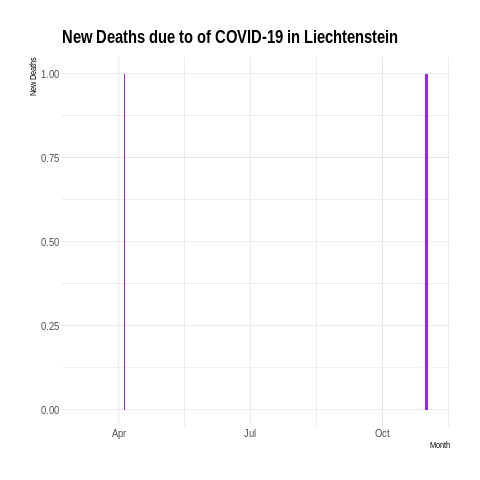 New Deaths due to of COVID-19 in Liechtenstein
New Deaths
1.00
0.75
0.50
0.25
0.00
Apr Jul Oct
Month